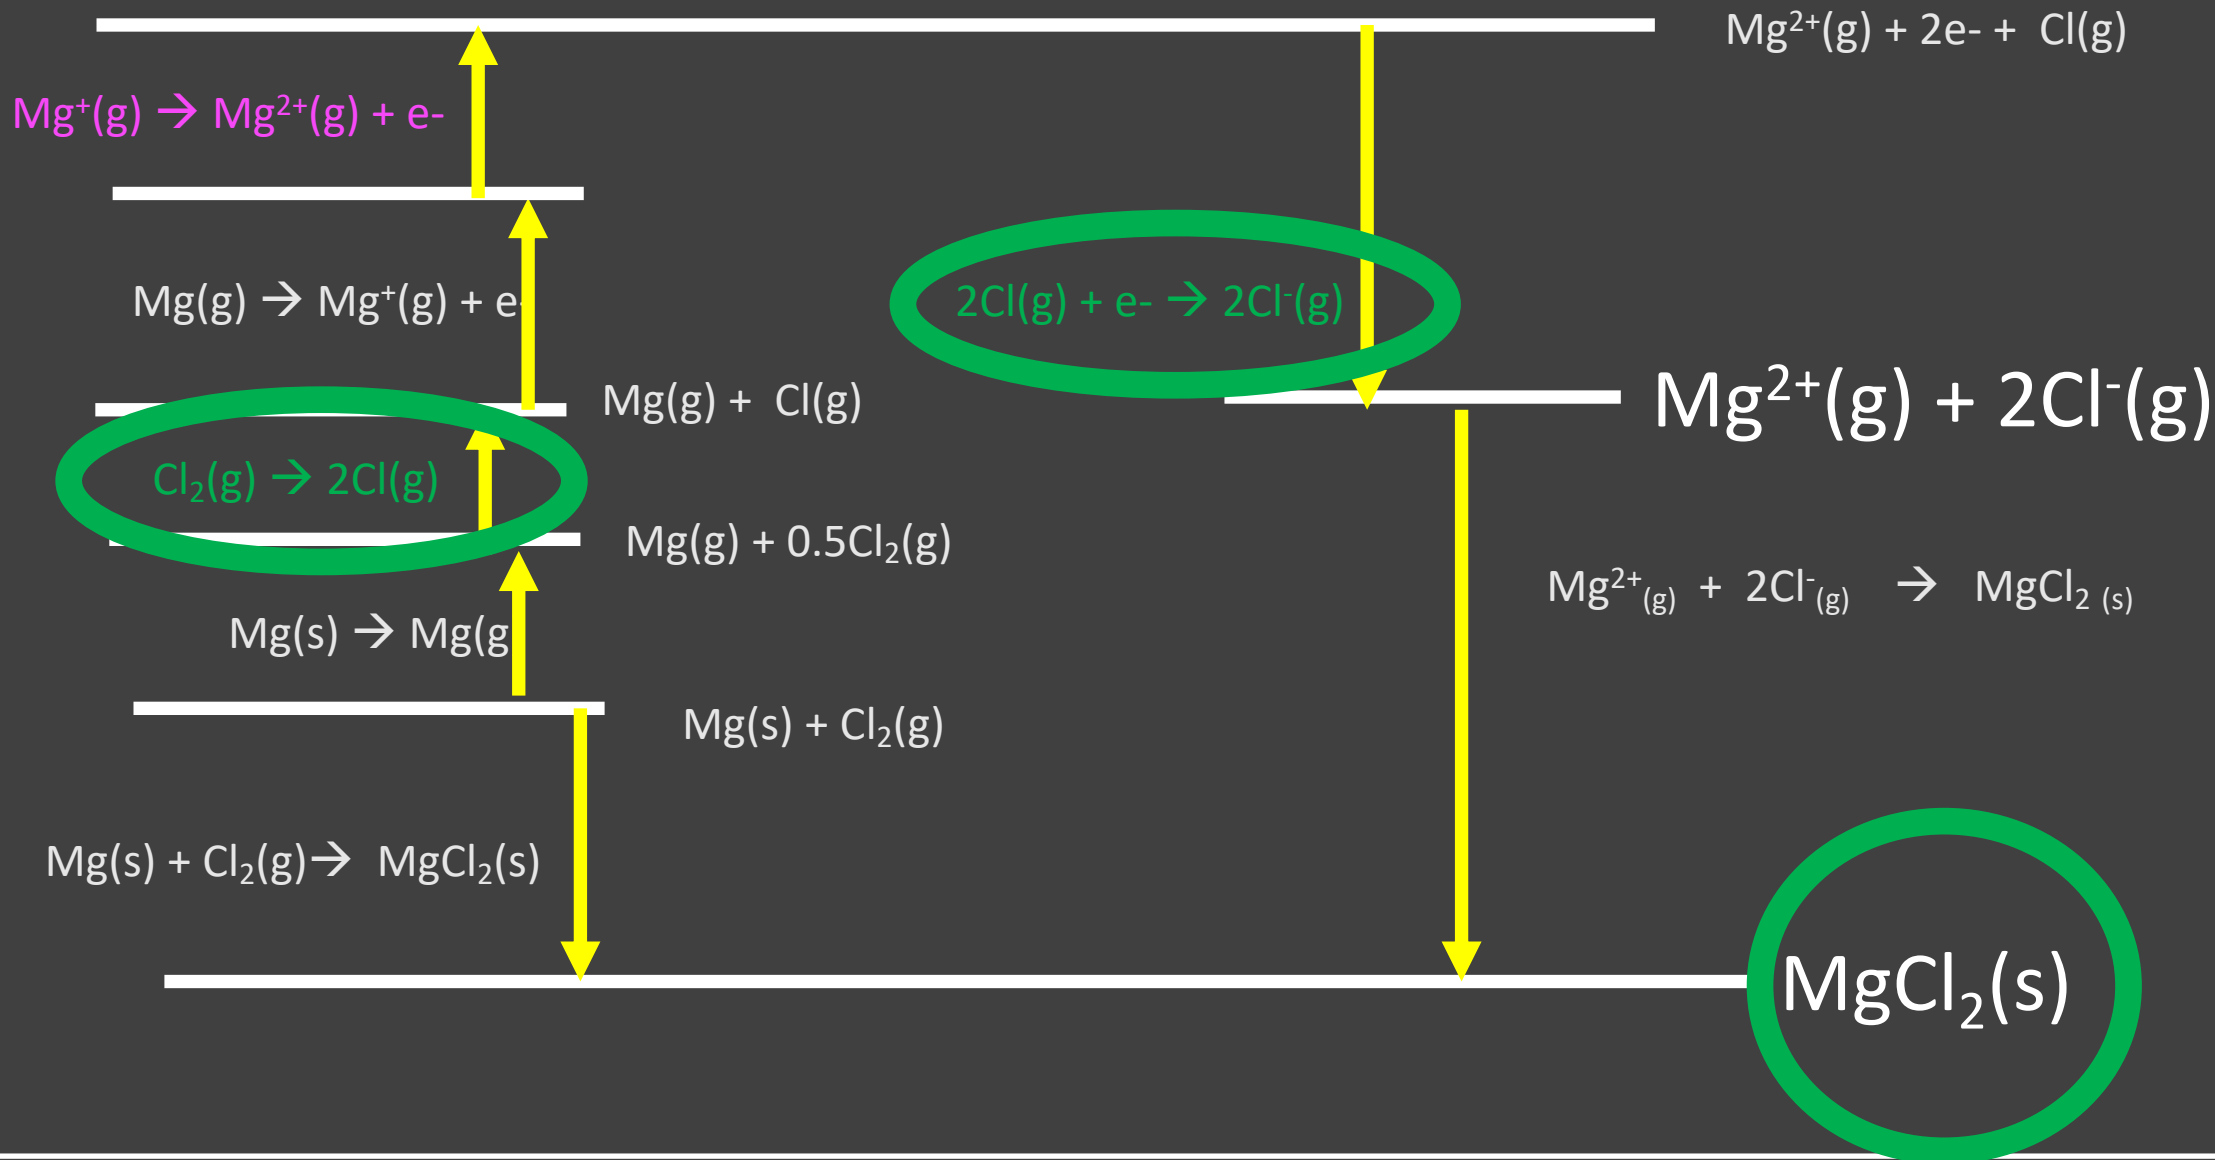 Mg²⁺(g) + 2e- + Cl(g)
Mg⁺(g) → Mg²⁺(g) + e-
Mg(g) → Mg⁺(g) + e-
2Cl(g) + e- → 2Cl⁻(g)
Mg(g) + Cl(g)
Mg²⁺(g) + 2Cl⁻(g)
Cl₂(g) → 2Cl(g)
Mg(g) + 0.5Cl₂(g)
Mg²⁺(g) + 2Cl⁻(g) → MgCl₂ (s)
Mg(s) → Mg(g
Mg(s) + Cl₂(g)
Mg(s) + Cl₂(g)→ MgCl₂(s)
MgCl₂(s)